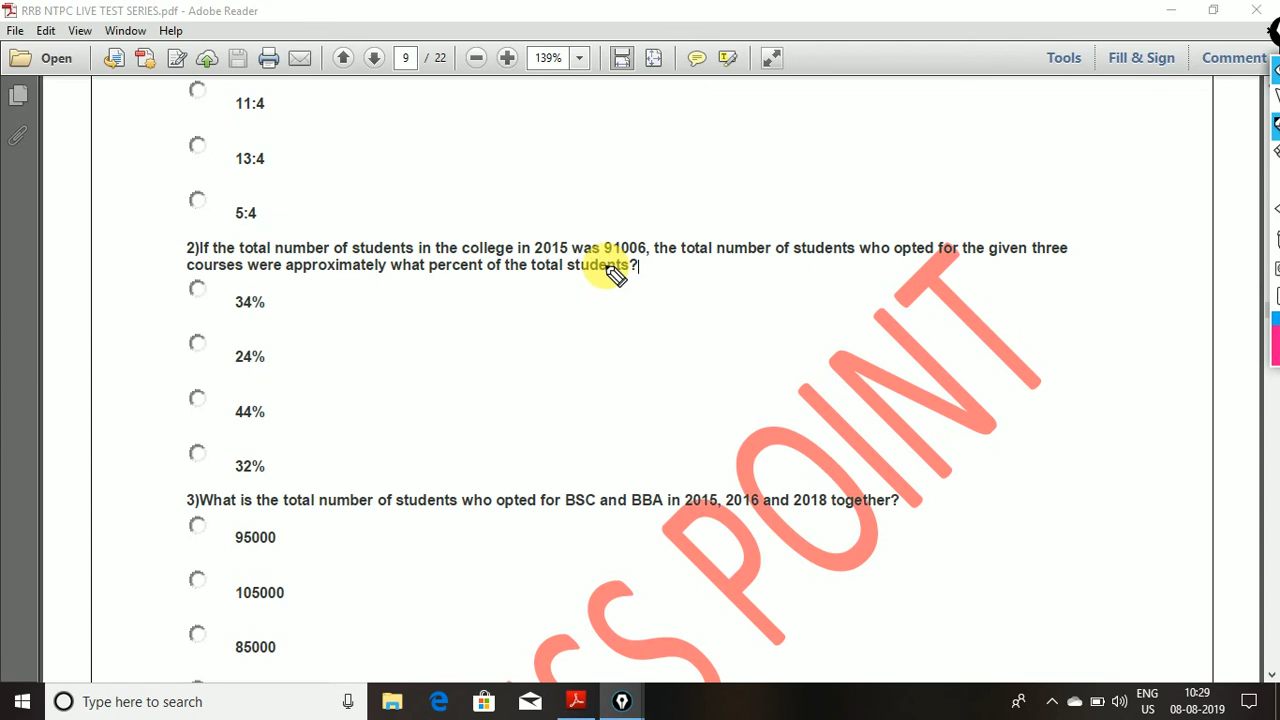 RRB NTPC LIVE TEST SERIES.pdf - Adobe Reader
File Edit View Window Help
Open 9 / 22 139% Tools Fill & Sign Comment
11:4
13:4
5:4
2)If the total number of students in the college in 2015 was 91006, the total number of students who opted for the given three
courses were approximately what percent of the total students?
34%
24%
44%
32%
3)What is the total number of students who opted for BSC and BBA in 2015, 2016 and 2018 together?
95000
105000
85000
SS POINT
Type here to search
ENG 10:29
US 08-08-2019